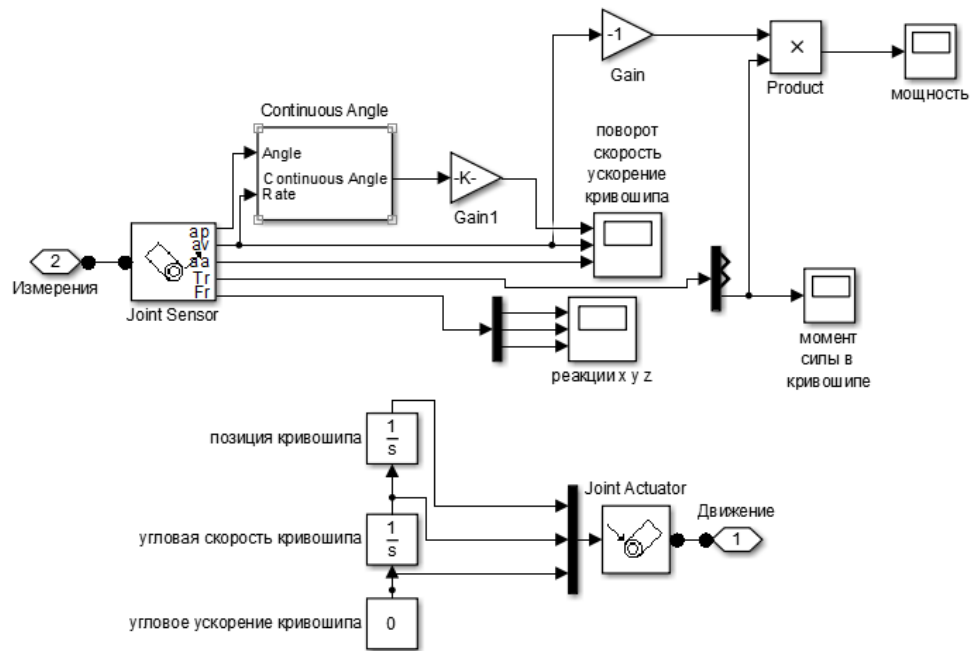 -1
Gain
×
Product
мощность
Continuous Angle
Angle
Continuous Angle
Rate
-K-
Gain1
поворот
скорость
ускорение
кривошипа
ap
av
aa
Tr
Fr
2
Измерения
Joint Sensor
реакции x y z
момент
силы в
кривошипе
позиция кривошипа
1
s
Joint Actuator
Движение
1
угловая скорость кривошипа
1
s
угловое ускорение кривошипа
0